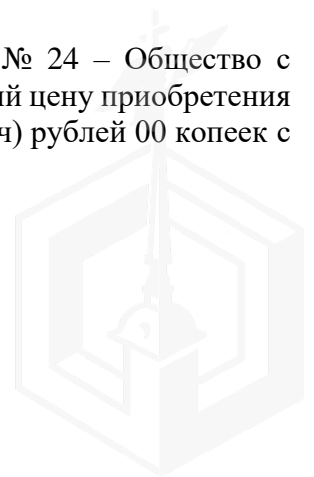 № 24 – Общество с
цену приобретения
рублей 00 копеек с